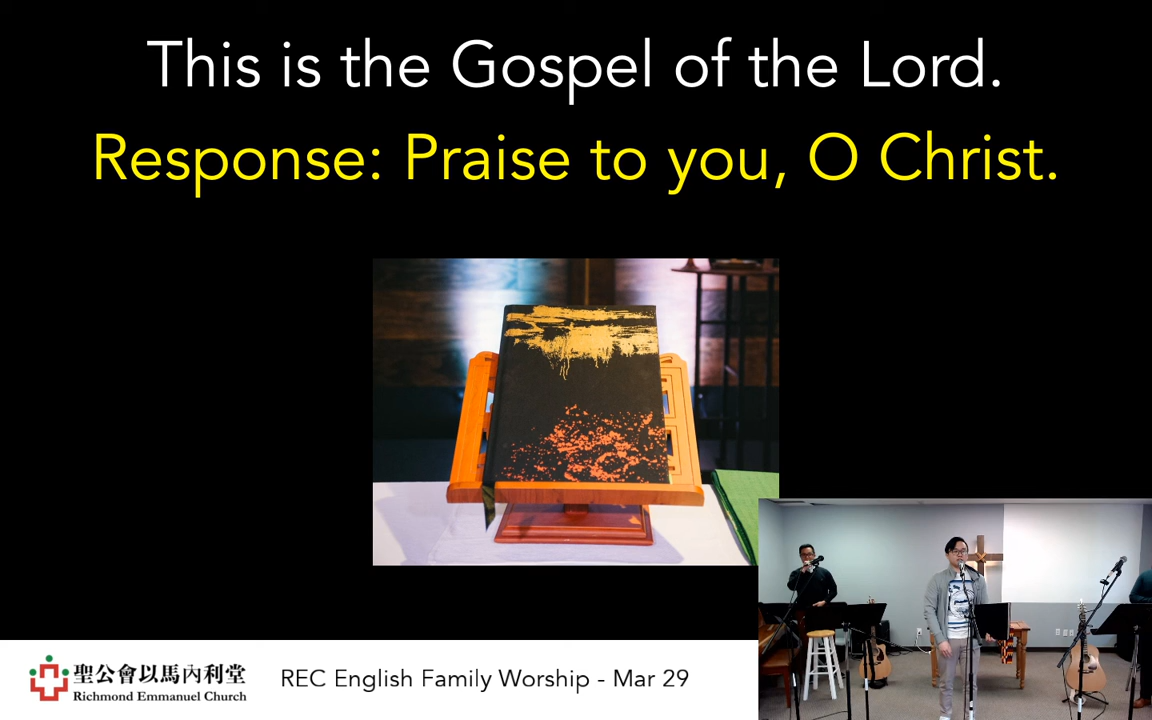 This is the Gospel of the Lord.
Response: Praise to you, O Christ.
聖公會以馬內利堂
Richmond Emmanuel Church
REC English Family Worship - Mar 29